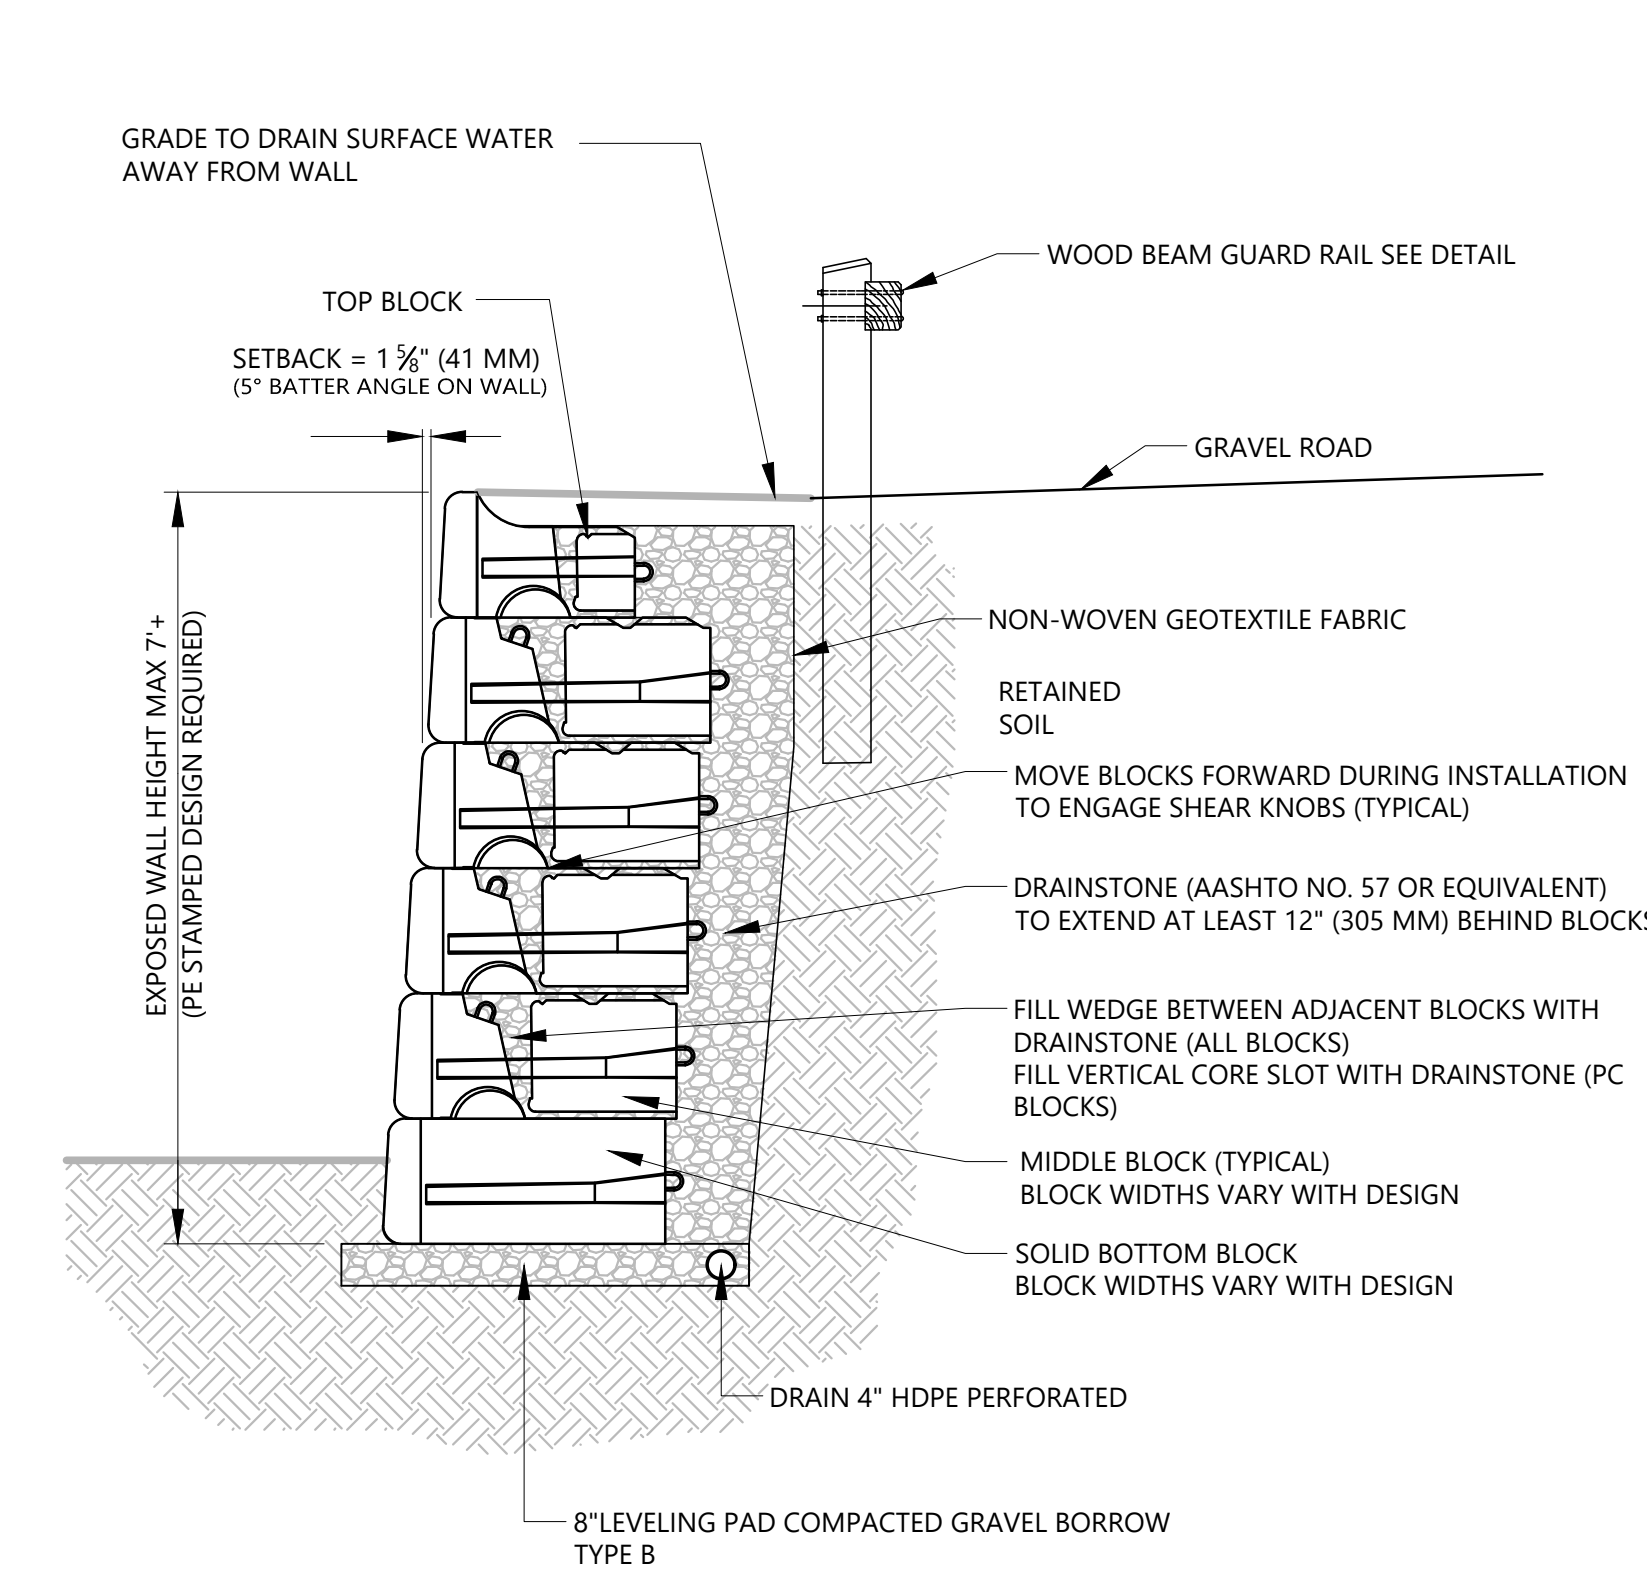 GRADE TO DRAIN SURFACE WATER
AWAY FROM WALL
WOOD BEAM GUARD RAIL SEE DETAIL
TOP BLOCK
SETBACK = 1 5/8" (41 MM)
(5° BATTER ANGLE ON WALL)
GRAVEL ROAD
NON-WOVEN GEOTEXTILE FABRIC
EXPOSED WALL HEIGHT MAX 7'+
(PE STAMPED DESIGN REQUIRED)
RETAINED
SOIL
MOVE BLOCKS FORWARD DURING INSTALLATION
TO ENGAGE SHEAR KNOBS (TYPICAL)
DRAINSTONE (AASHTO NO. 57 OR EQUIVALENT)
TO EXTEND AT LEAST 12" (305 MM) BEHIND BLOCKS
FILL WEDGE BETWEEN ADJACENT BLOCKS WITH
DRAINSTONE (ALL BLOCKS)
FILL VERTICAL CORE SLOT WITH DRAINSTONE (PC
BLOCKS)
MIDDLE BLOCK (TYPICAL)
BLOCK WIDTHS VARY WITH DESIGN
SOLID BOTTOM BLOCK
BLOCK WIDTHS VARY WITH DESIGN
DRAIN 4" HDPE PERFORATED
8"LEVELING PAD COMPACTED GRAVEL BORROW
TYPE B